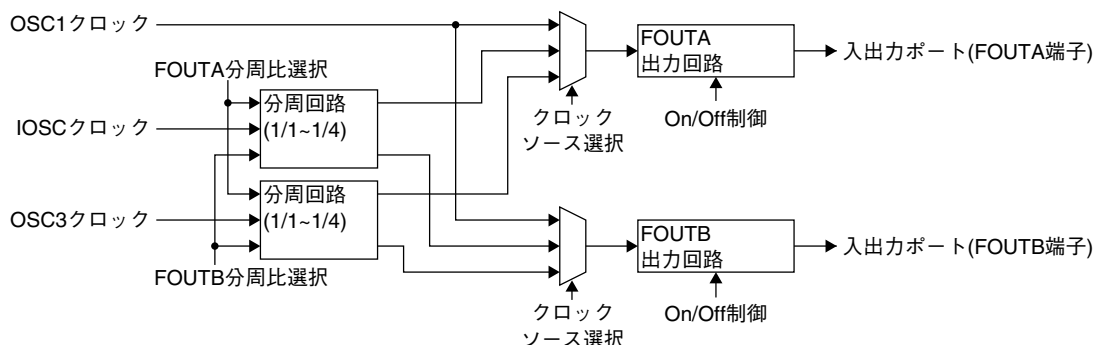 OSC1クロック
FOUTA
出力回路
入出力ポート(FOUTA端子)
FOUTA分周比選択
分周回路
(1/1~1/4)
クロック
ソース選択
On/Off制御
IOSCクロック
分周回路
(1/1~1/4)
OSC3クロック
FOUTB
出力回路
入出力ポート(FOUTB端子)
FOUTB分周比選択
クロック
ソース選択
On/Off制御